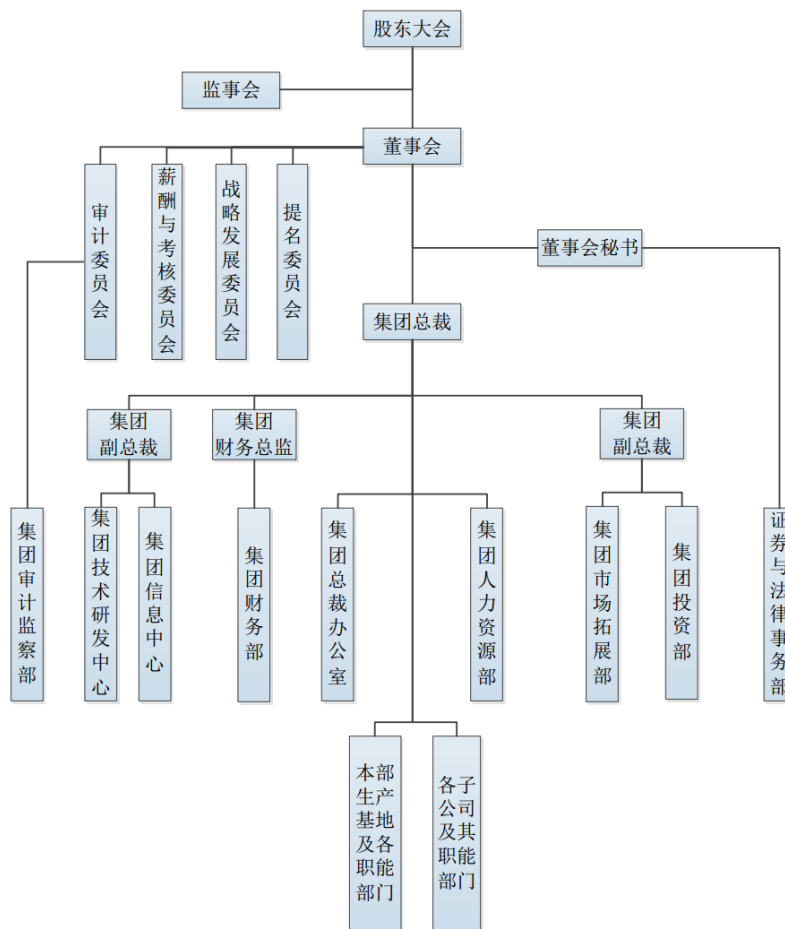 股东大会
监事会
董事会
审计委员会
薪酬与考核委员会
战略发展委员会
提名委员会
董事会秘书
集团总裁
集团
副总裁
集团
财务总监
集团
副总裁
集团审计监察部
集团技术研发中心
集团信息中心
集团财务部
集团总裁办公室
集团人力资源部
集团市场拓展部
集团投资部
证券与法律事务部
本部
生产
基地
及各
职能
部门
各子
公司
及其
职能
部门